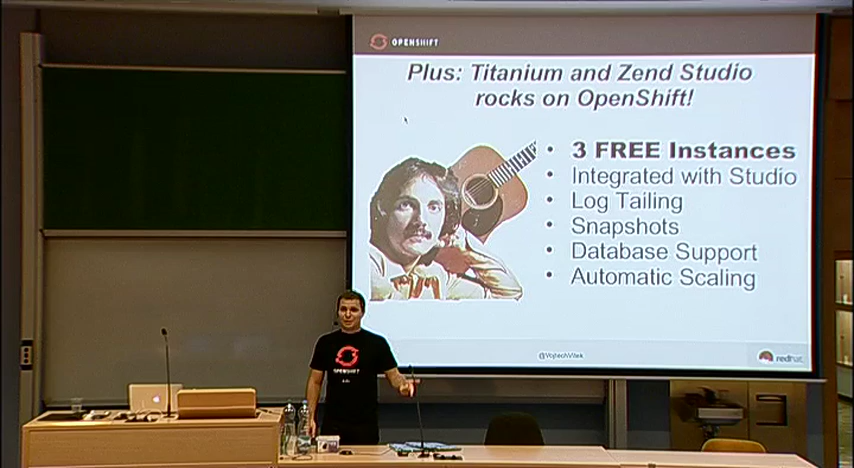 OPENSHIFT
Plus: Titanium and Zend Studio
rocks on OpenShift!
• 3 FREE Instances
• Integrated with Studio
• Log Tailing
• Snapshots
• Database Support
• Automatic Scaling
@VojtechVitek
redhat.
OPENSHIFT